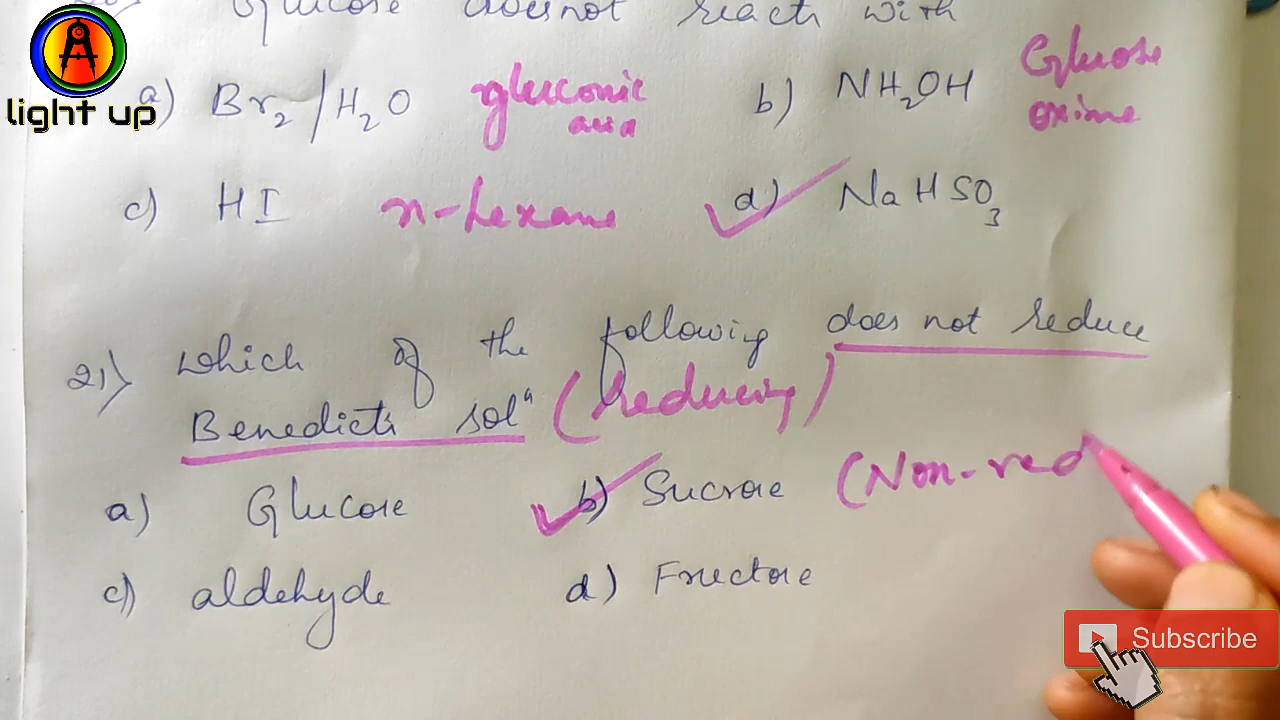 Glucose does not react with
a) Br2/H2O gluconic acid b) NH2OH Glucose oxime
light up
c) HI n-hexane d) NaHSO3
21) which of the following does not reduce
Benedicts solⁿ (reducing)
a) Glucose b) Sucrose (Non-red
c) aldehyde d) Fructose
Subscribe